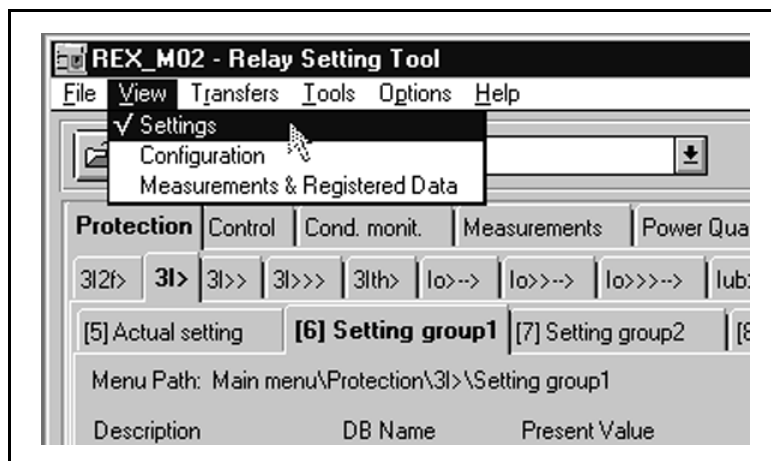 REX_M02 - Relay Setting Tool
File View Transfers Tools Options Help
√ Settings
Configuration
Measurements & Registered Data
Protection Control Cond. monit. Measurements Power Qua
3I2f> 3I> 3I>> 3I>>> 3Ith> Io>--> Io>>--> Io>>>-->
[5] Actual setting [6] Setting group1 [7] Setting group2
Menu Path: Main menu\Protection\3I>\Setting group1
Description DB Name Present Value